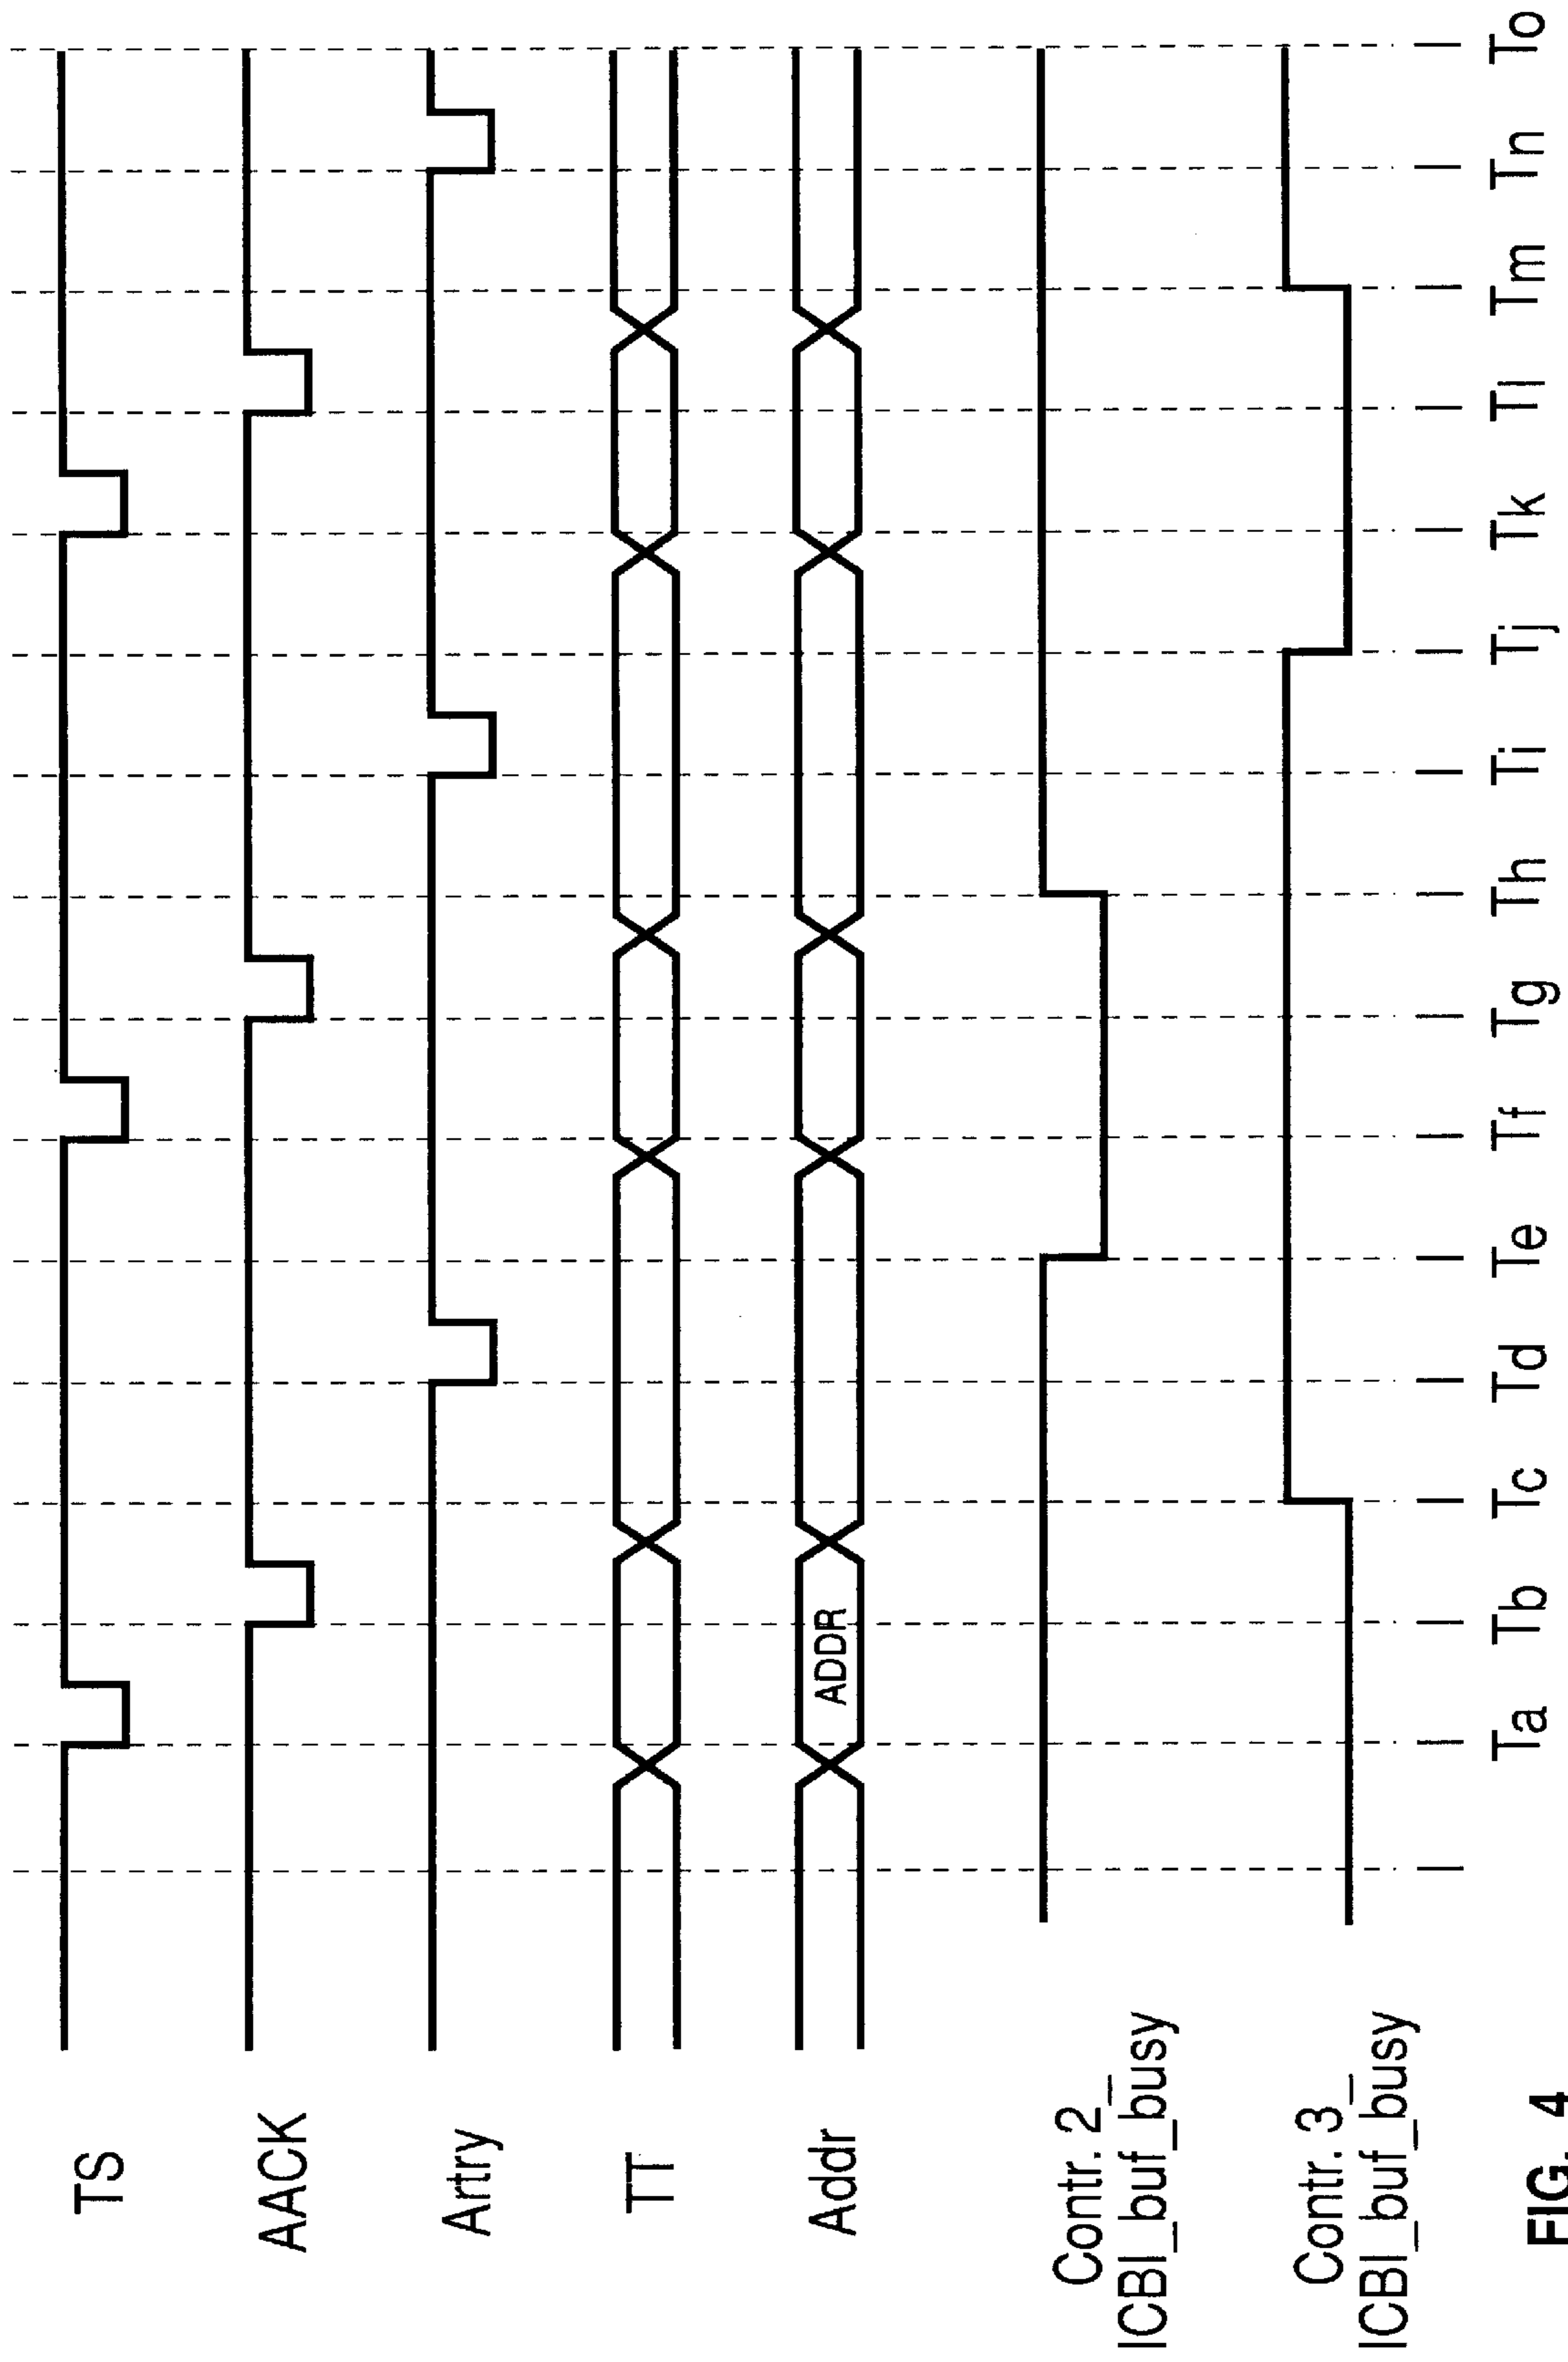 TS
AACK
Artry
TT
Addr
ADDR
Contr. 2_
ICBI_buf_busy
Contr. 3_
ICBI_buf_busy
Ta Tb Tc Td Te Tf Tg Th Ti Tj Tk Tl Tm Tn To
FIG. 4